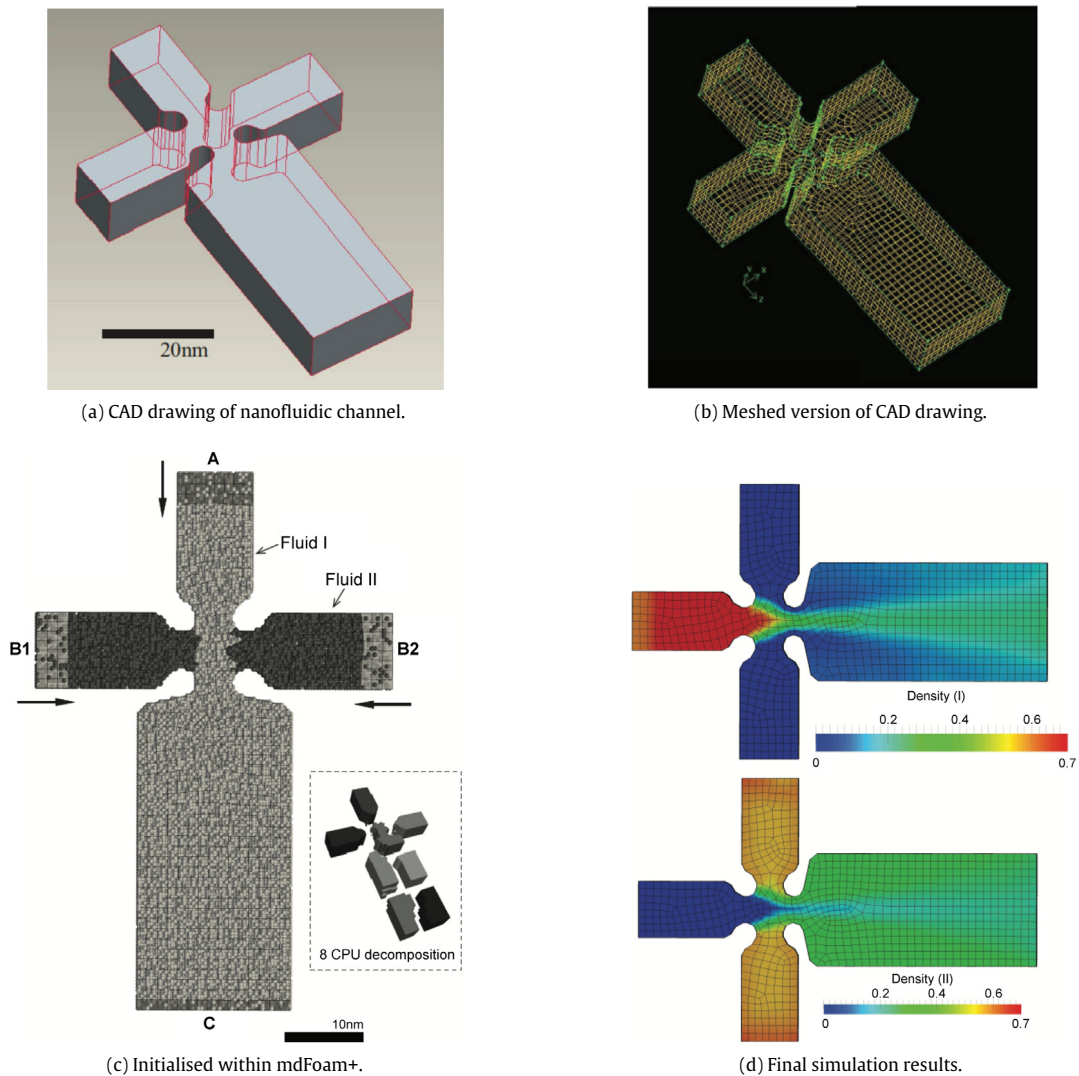 20nm
(a) CAD drawing of nanofluidic channel.
Y
X
Z
(b) Meshed version of CAD drawing.
A
Fluid I
Fluid II
B1
B2
8 CPU decomposition
C
10nm
(c) Initialised within mdFoam+.
Density (I)
0.2 0.4 0.6
0 0.7
Density (II)
0.2 0.4 0.6
0 0.7
(d) Final simulation results.